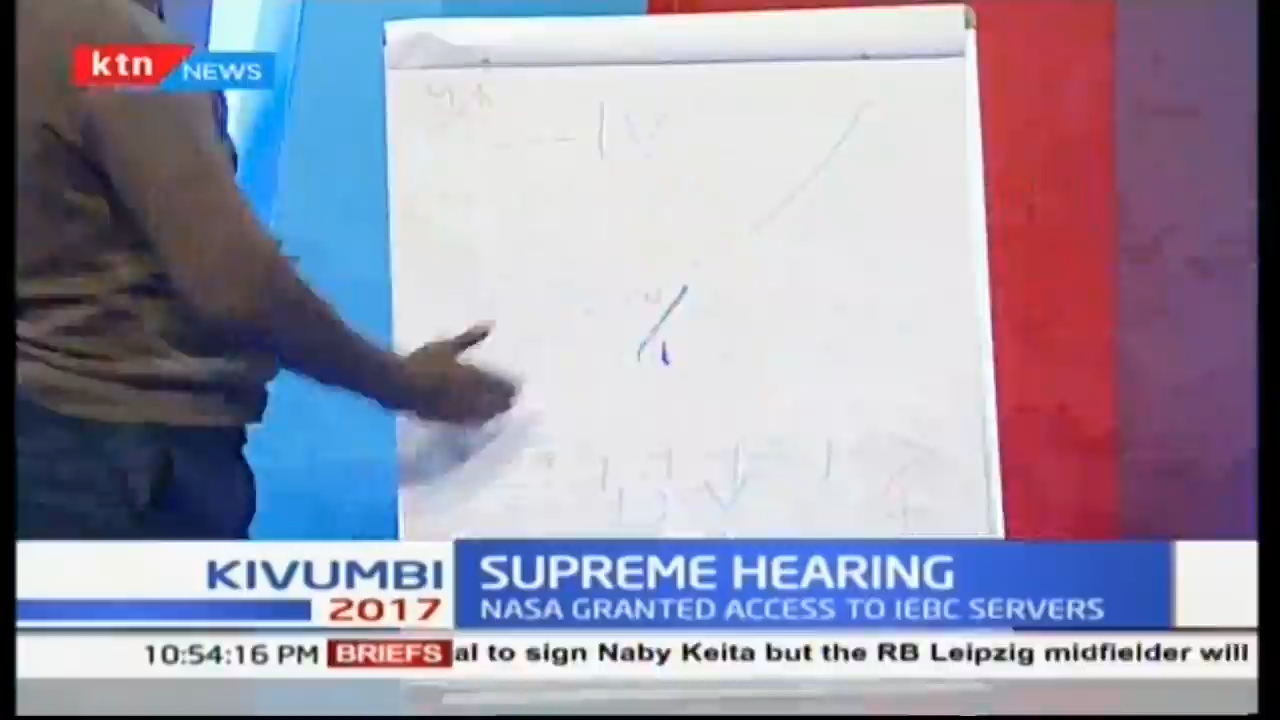 ktn NEWS
KIVUMBI
2017
SUPREME HEARING
NASA GRANTED ACCESS TO IEBC SERVERS
10:54:16 PM BRIEFS al to sign Naby Keita but the RB Leipzig midfielder will